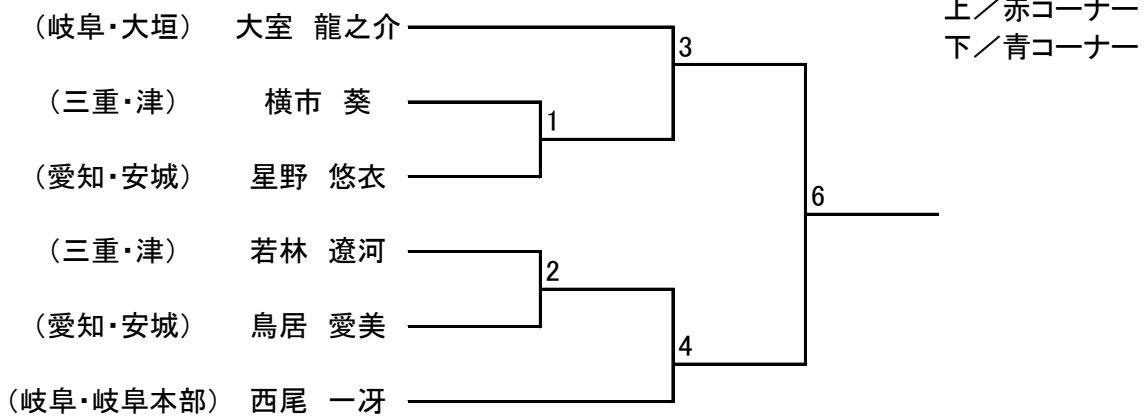 上／赤コーナー
下／青コーナー
（岐阜・大垣） 大室 龍之介
3
（三重・津） 横市 葵
1
（愛知・安城） 星野 悠衣
6
（三重・津） 若林 遼河
2
（愛知・安城） 鳥居 愛美
4
（岐阜・岐阜本部） 西尾 一冴